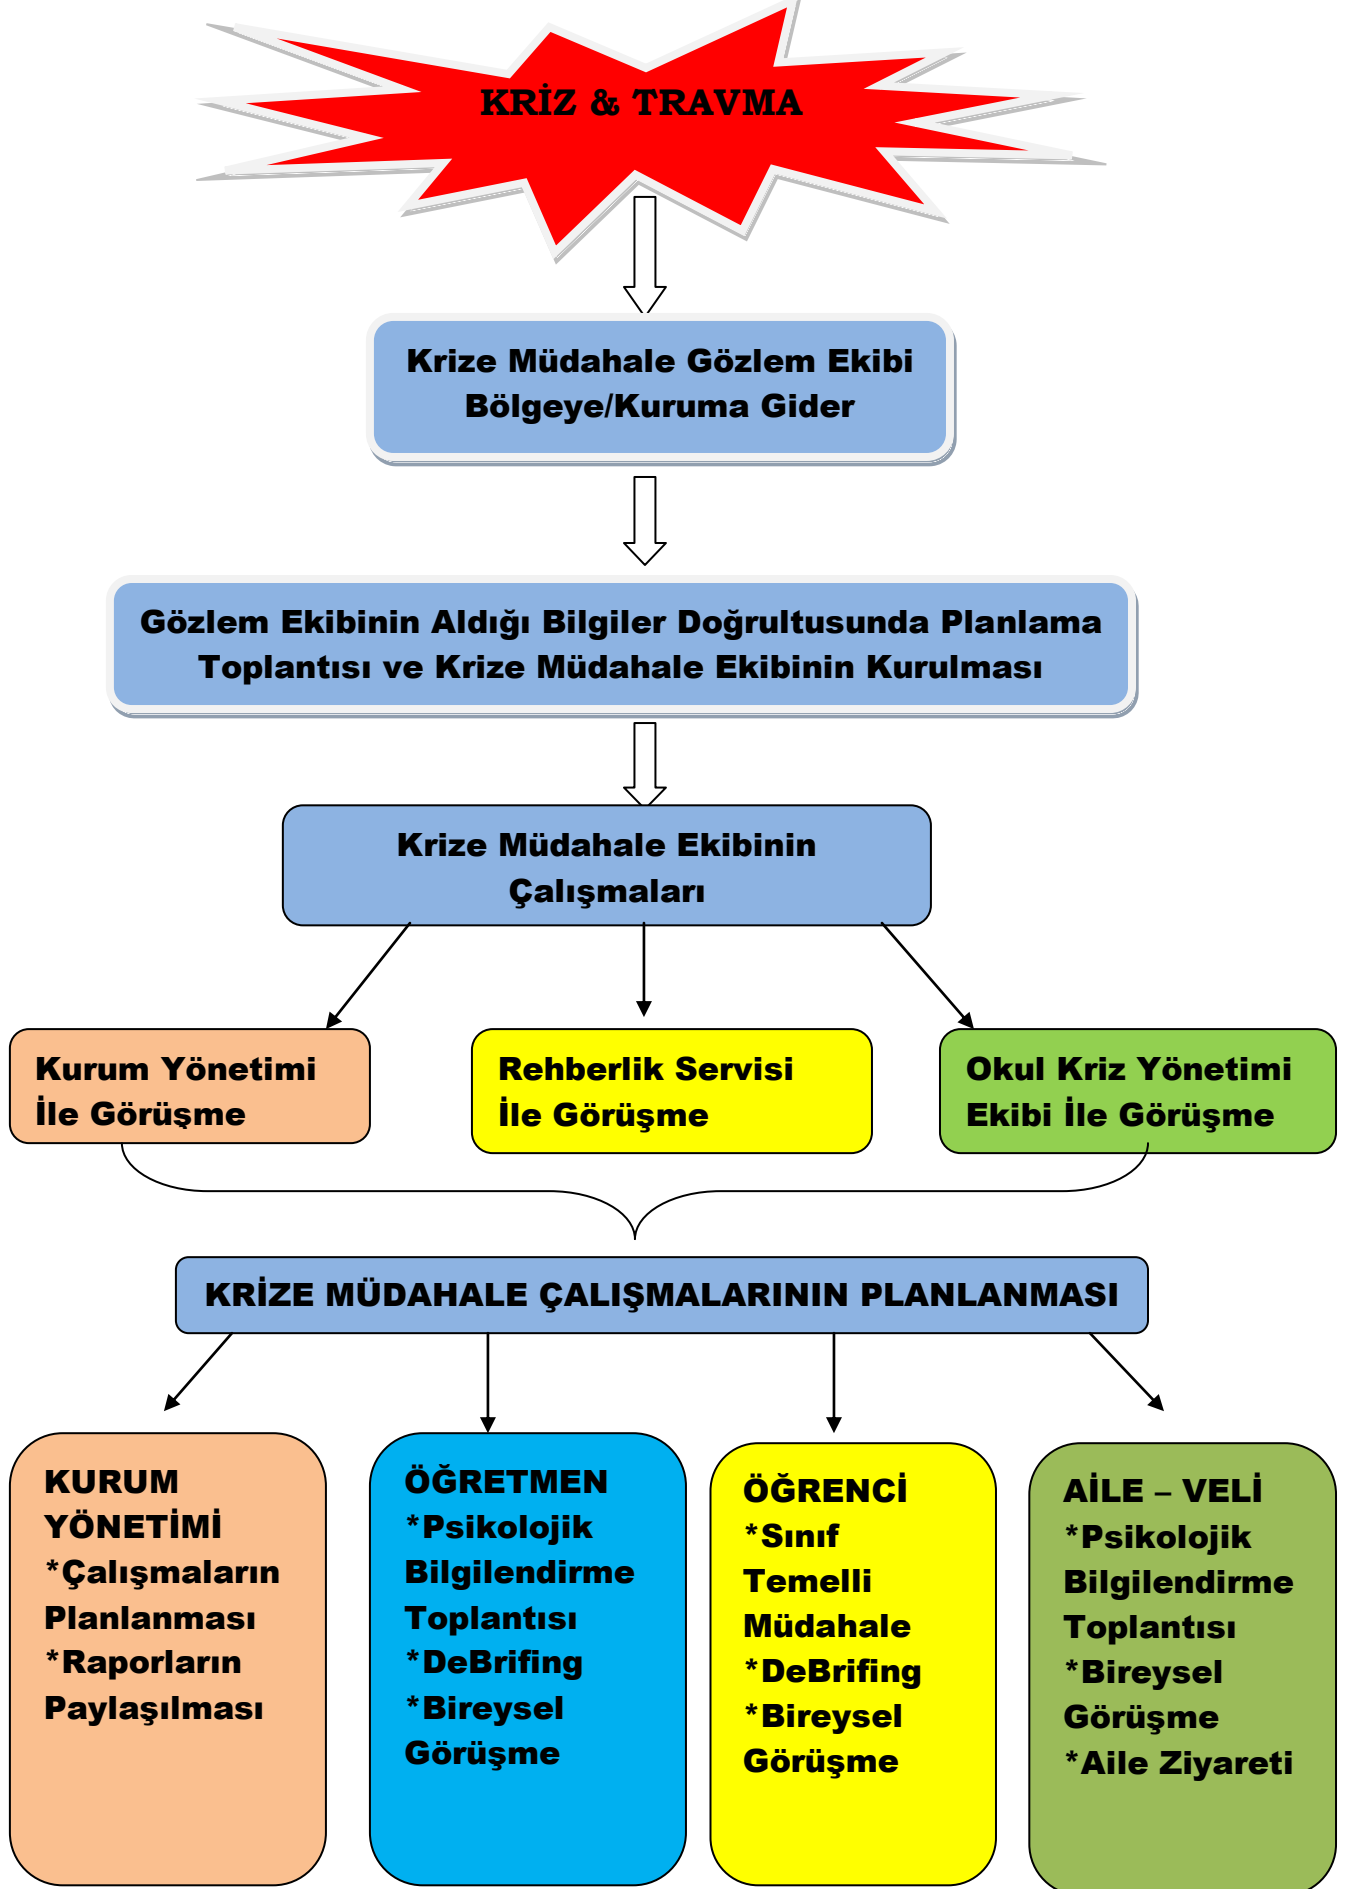 KRİZ & TRAVMA
Krize Müdahale Gözlem Ekibi
Bölgeye/Kuruma Gider
Gözlem Ekibinin Aldığı Bilgiler Doğrultusunda Planlama
Toplantısı ve Krize Müdahale Ekibinin Kurulması
Krize Müdahale Ekibinin
Çalışmaları
Kurum Yönetimi
İle Görüşme
Rehberlik Servisi
İle Görüşme
Okul Kriz Yönetimi
Ekibi İle Görüşme
KRİZE MÜDAHALE ÇALIŞMALARININ PLANLANMASI
KURUM
YÖNETİMİ
*Çalışmaların
Planlanması
*Raporların
Paylaşılması
ÖĞRETMEN
*Psikolojik
Bilgilendirme
Toplantısı
*DeBrifing
*Bireysel
Görüşme
ÖĞRENCİ
*Sınıf
Temelli
Müdahale
*DeBrifing
*Bireysel
Görüşme
AİLE – VELİ
*Psikolojik
Bilgilendirme
Toplantısı
*Bireysel
Görüşme
*Aile Ziyareti